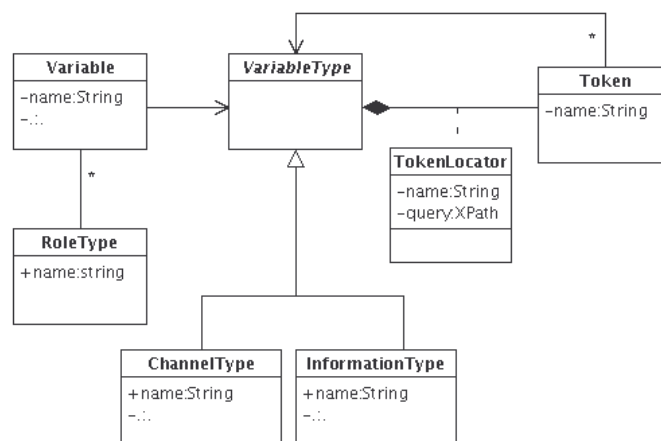 Variable
-name:String
-.:.
VariableType
*
Token
-name:String
TokenLocator
-name:String
-query:XPath
*
RoleType
+name:string
ChannelType
+name:String
-.:.
InformationType
+name:String
-.:.